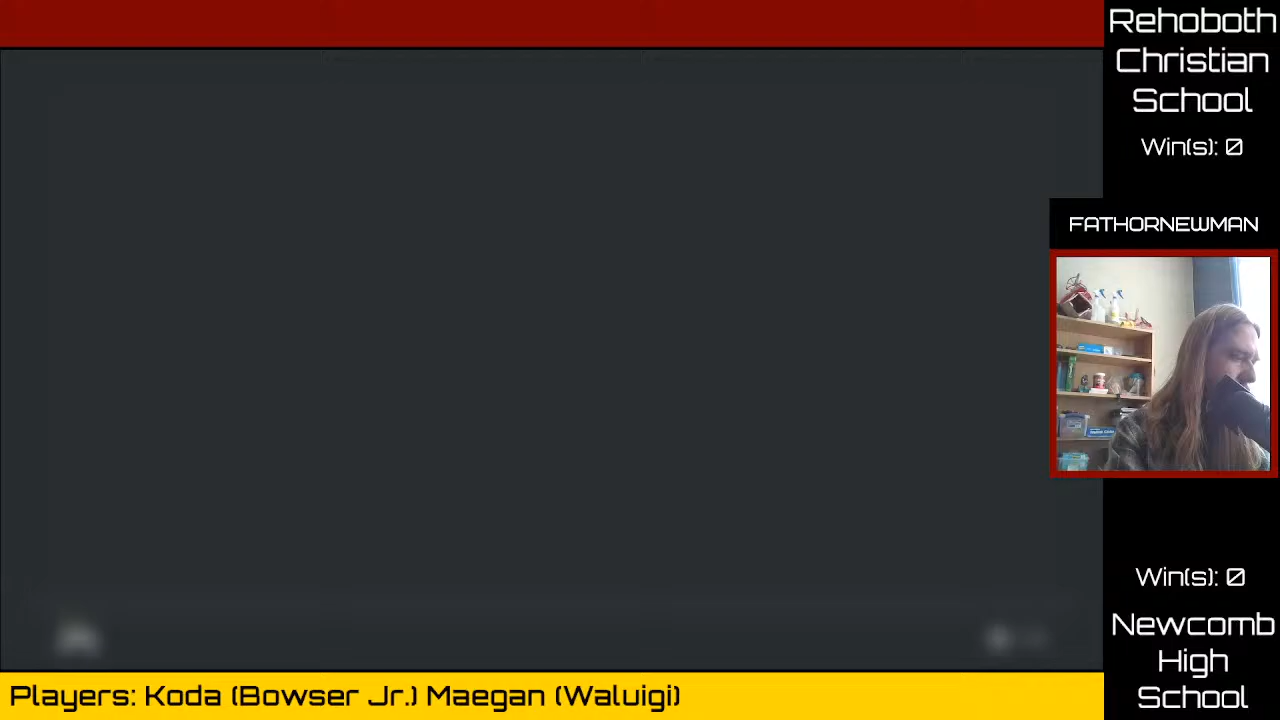 Rehoboth
Christian
School
Win(s): 0
FATHORNEWMAN
Win(s): 0
Newcomb
High
School
Players: Koda (Bowser Jr.) Maegan (Waluigi)